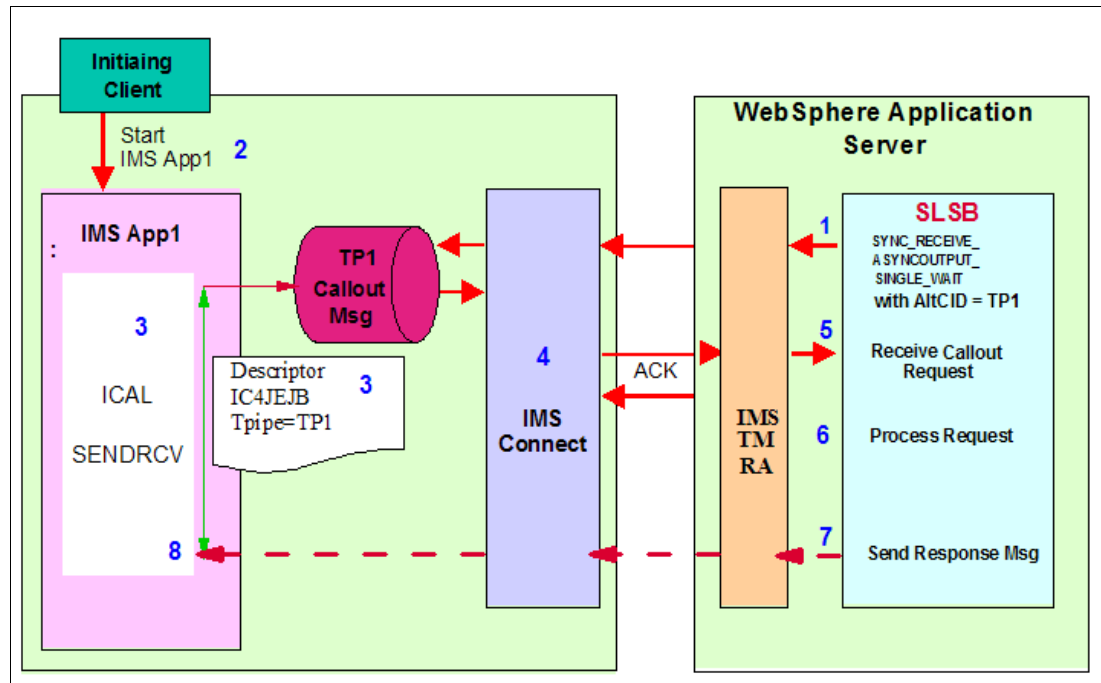 Initiaing
Client
Start
IMS App1
2
IMS App1
:
3
ICAL
SENDRCV
8
TP1
Callout
Msg
Descriptor
IC4JEJB
Tpipe=TP1
3
4
IMS
Connect
ACK
WebSphere Application
Server
IMS
TM
RA
1
SLSB
SYNC_RECEIVE_
ASYNCOUTPUT_
SINGLE_WAIT
with AltCID = TP1
5
Receive Callout
Request
6
Process Request
7
Send Response Msg